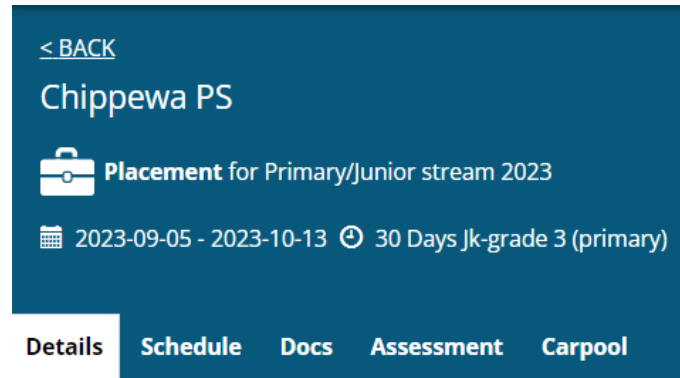 < BACK
Chippewa PS
Placement for Primary/Junior stream 2023
2023-09-05 - 2023-10-13 30 Days Jk-grade 3 (primary)
Details Schedule Docs Assessment Carpool